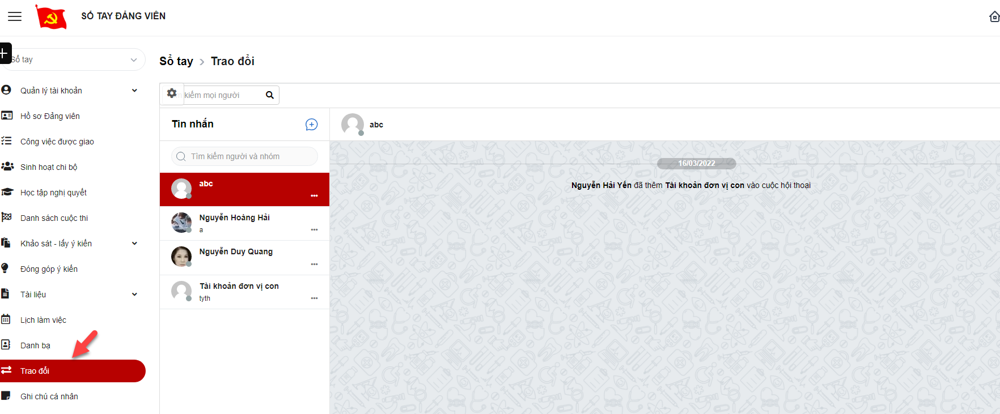 SỔ TAY ĐẢNG VIÊN
Sổ tay
Quản lý tài khoản
Hồ sơ Đảng viên
Công việc được giao
Sinh hoạt chi bộ
Học tập nghị quyết
Danh sách cuộc thi
Khảo sát - lấy ý kiến
Đóng góp ý kiến
Tài liệu
Lịch làm việc
Danh bạ
Trao đổi
Ghi chú cá nhân
Sổ tay › Trao đổi
kiếm mọi người
Tin nhắn
Tìm kiếm người và nhóm
abc
Nguyễn Hoàng Hải
a
Nguyễn Duy Quang
Tài khoản đơn vị con
tyth
abc
16/03/2022
Nguyễn Hải Yến đã thêm Tài khoản đơn vị con vào cuộc hội thoại